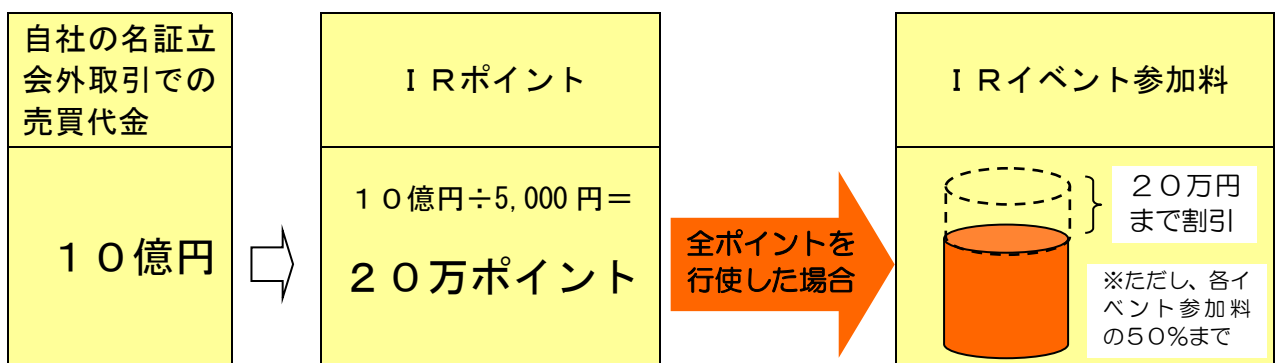 自社の名証立
会外取引での
売買代金
ＩＲポイント
ＩＲイベント参加料
１０億円
１０億円÷5,000円＝
２０万ポイント
全ポイントを
行使した場合
２０万円
まで割引
※ただし、各イ
ベント参加料
の５０％まで